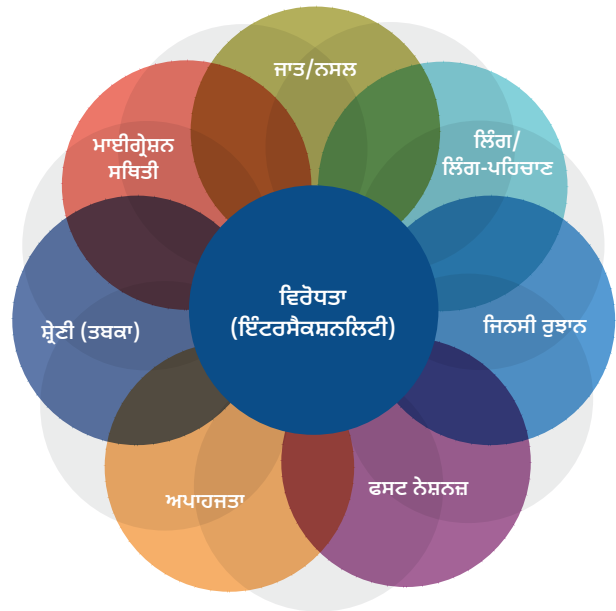 ਜਾਤ/ਨਸਲ
ਲਿੰਗ/
ਲਿੰਗ-ਪਹਿਚਾਣ
ਮਾਈਗ੍ਰੇਸ਼ਨ
ਸਥਿਤੀ
ਵਿਰੋਧਤਾ
(ਇੰਟਰਸੈਕਸ਼ਨਲਿਟੀ)
ਸ਼੍ਰੇਣੀ (ਤਬਕਾ)
ਜਿਨਸੀ ਰੁਝਾਨ
ਅਪਾਹਜਤਾ
ਫਸਟ ਨੇਸ਼ਨਜ਼